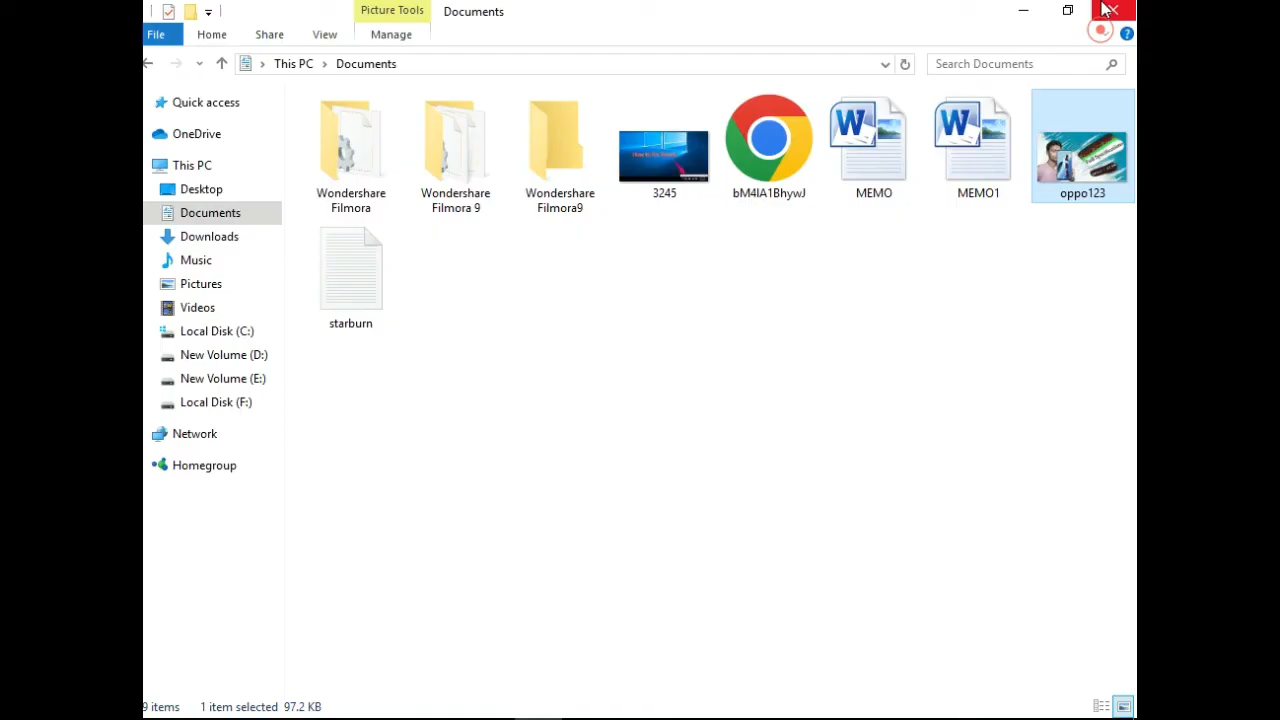 Picture Tools
Documents
File
Home
Share
View
Manage
This PC
Documents
Search Documents
Quick access
OneDrive
This PC
Desktop
Documents
Downloads
Music
Pictures
Videos
Local Disk (C:)
New Volume (D:)
New Volume (E:)
Local Disk (F:)
Network
Homegroup
Wondershare
Filmora
Wondershare
Filmora 9
Wondershare
Filmora9
3245
bM4IA1BhywJ
MEMO
MEMO1
oppo123
starburn
9 items
1 item selected 97.2 KB